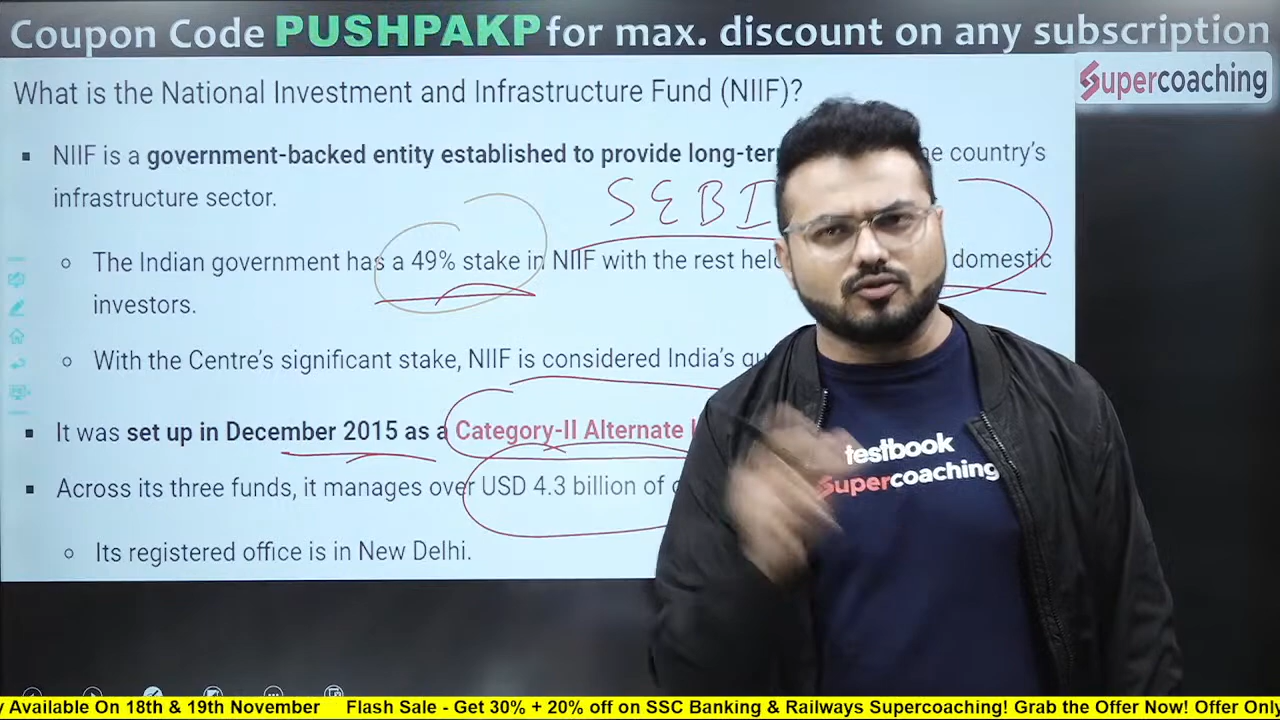 Coupon Code PUSHPAKP for max. discount on any subscription
Supercoaching
What is the National Investment and Infrastructure Fund (NIIF)?
NIIF is a government-backed entity established to provide country's
infrastructure sector.
SEBI
The Indian government has a 49% stake in NIIF with the rest domestic
investors.
With the Centre's significant stake, NIIF is considered India's
It was set up in December 2015 as a Category-II Alternate
Across its three funds, it manages over USD 4.3 billion of
Its registered office is in New Delhi.
testbook
Supercoaching
Available On 18th & 19th November Flash Sale - Get 30% + 20% off on SSC Banking & Railways Supercoaching! Grab the Offer Now! Offer